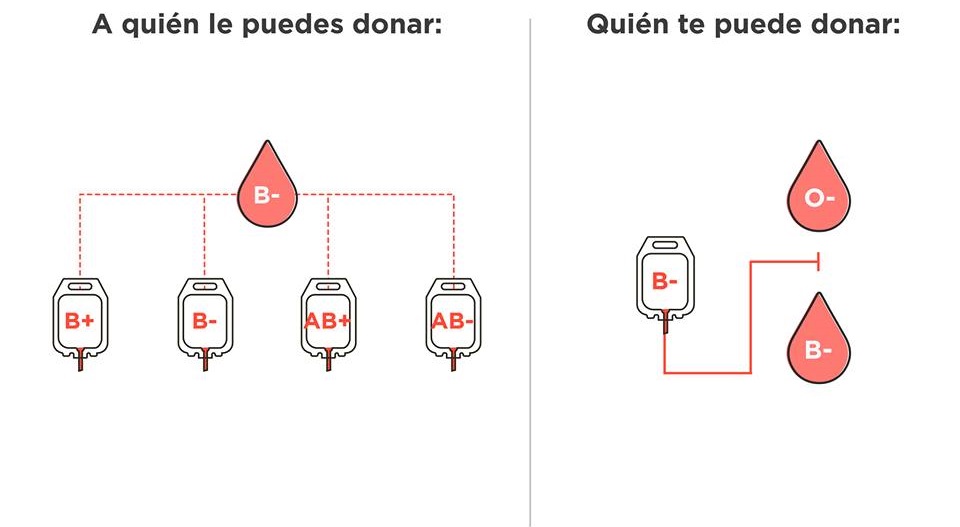 A quién le puedes donar:
B-
B+ B- AB+ AB-
Quién te puede donar:
O-
B-
B-